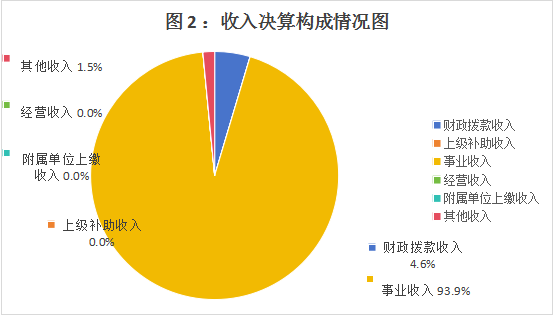 图 2：收入决算构成情况图
其他收入 1.5%
经营收入 0.0%
附属单位上缴
收入 0.0%
上级补助收入
0.0%
财政拨款收入
上级补助收入
事业收入
经营收入
附属单位上缴收入
其他收入
财政拨款收入
4.6%
事业收入 93.9%